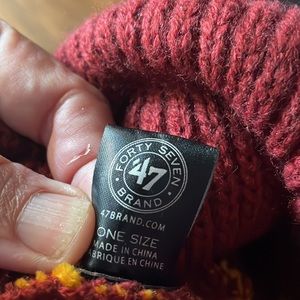 FORTY SEVEN
'47
BRAND
47BRAND.COM
ONE SIZE
MADE IN CHINA
FABRIQUE EN CHINE